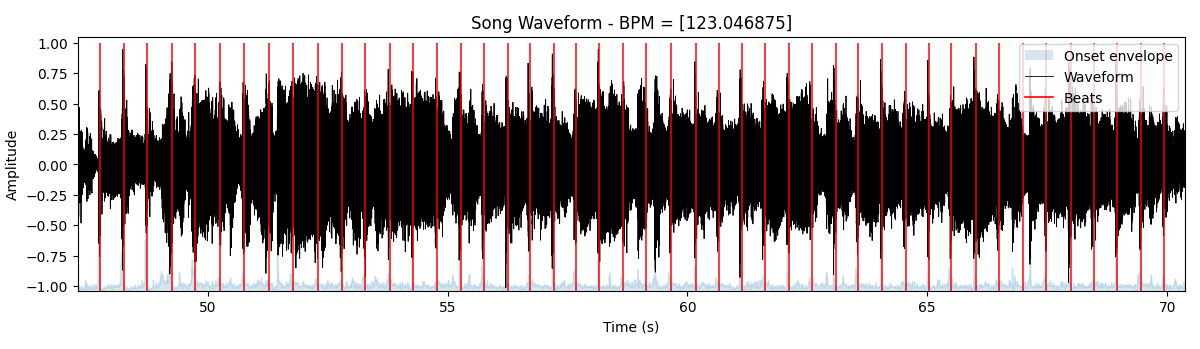 Song Waveform - BPM = [123.046875]
1.00
0.75
0.50
0.25
0.00
−0.25
−0.50
−0.75
−1.00
Amplitude
Onset envelope
Waveform
Beats
50
55
60
65
70
Time (s)